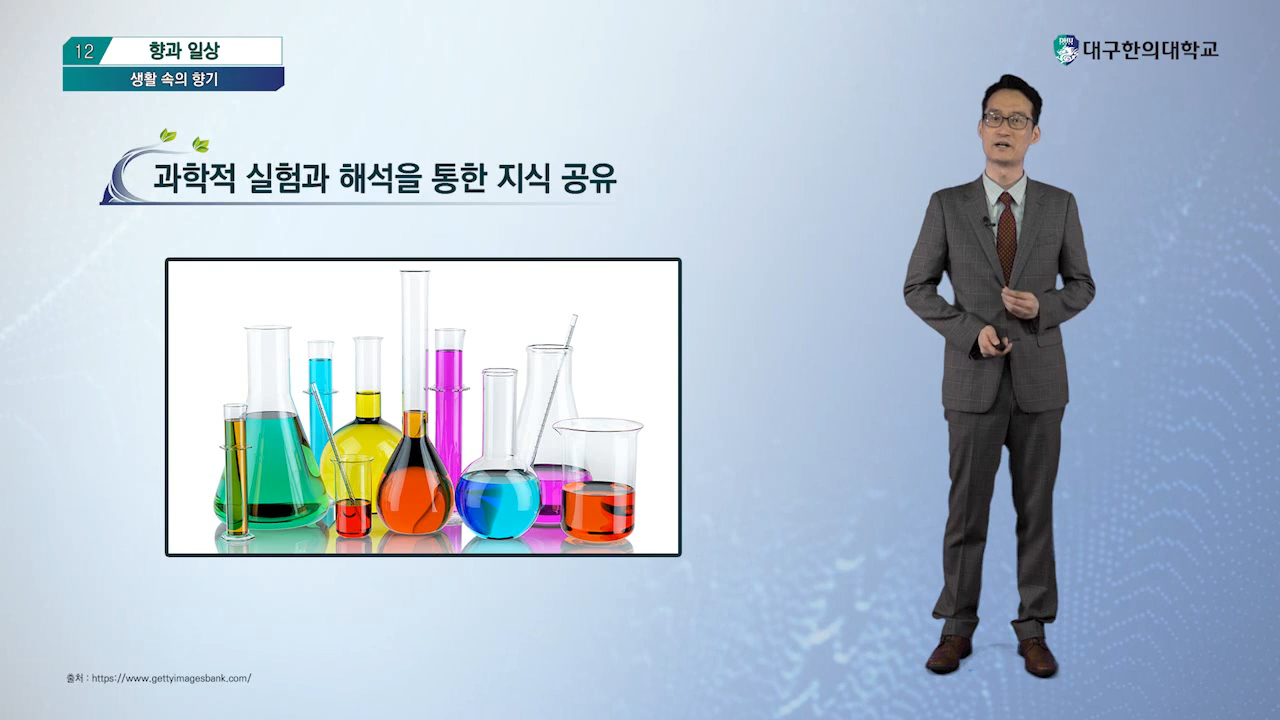 12 향과 일상
생활 속의 향기
DHU 대구한의대학교
과학적 실험과 해석을 통한 지식 공유
출처 : https://www.gettyimagesbank.com/